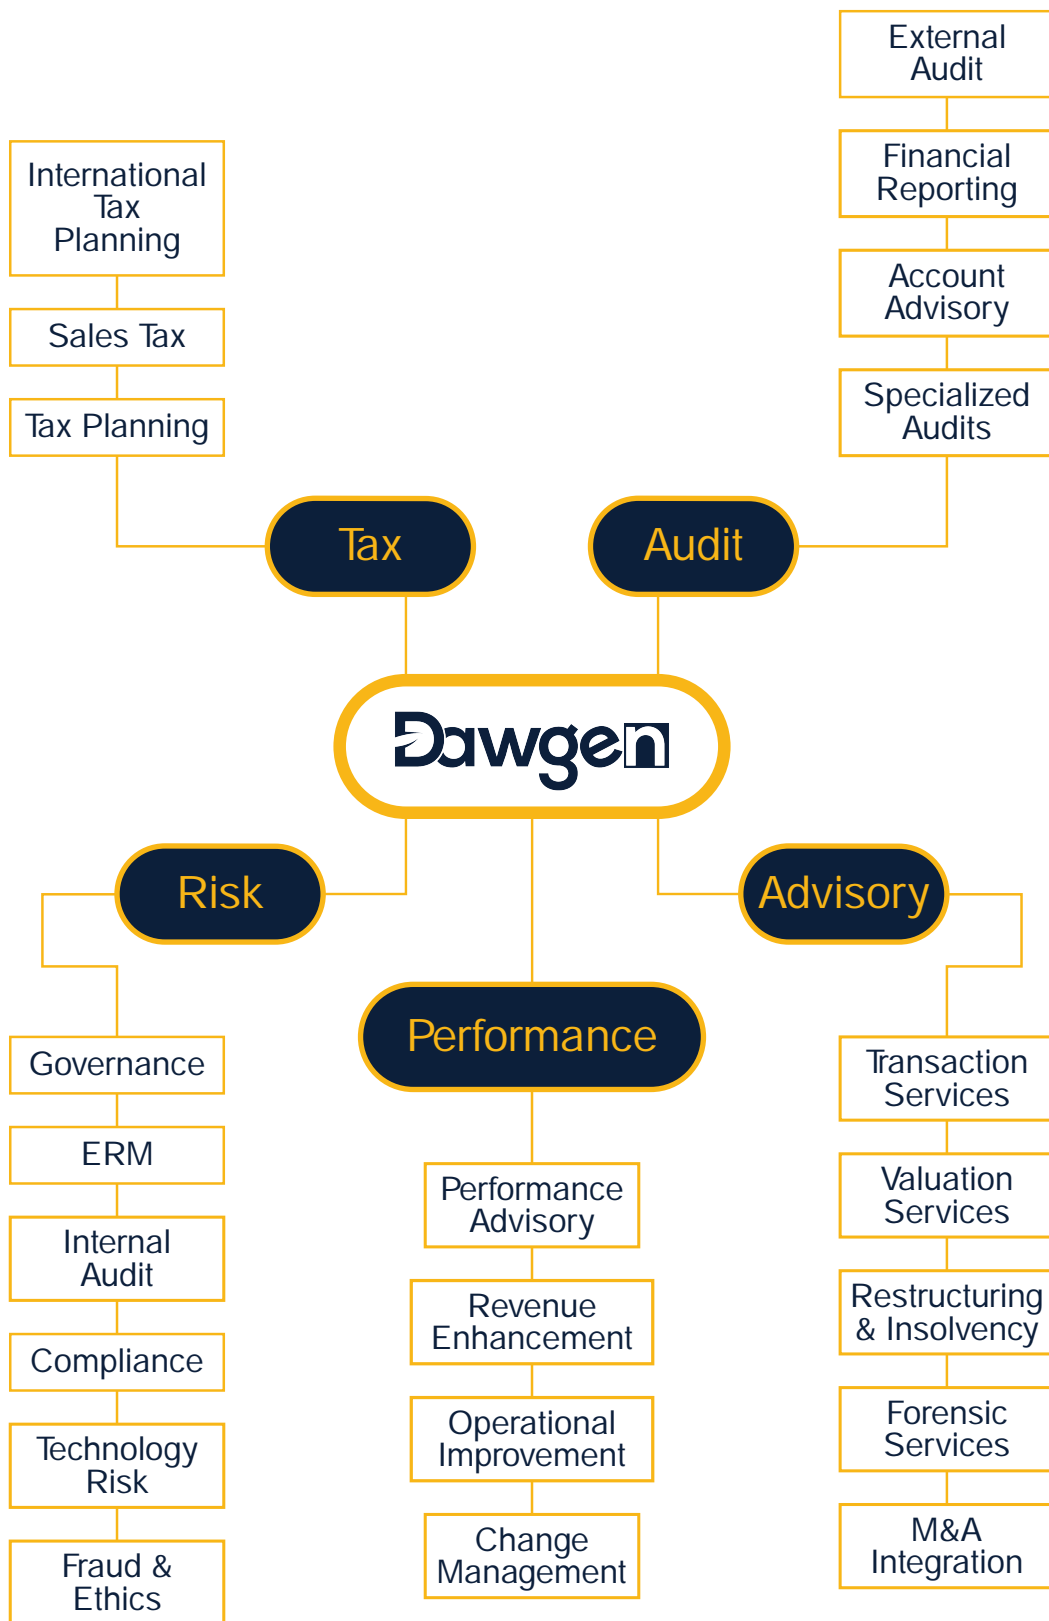 External
Audit
Financial
Reporting
Account
Advisory
Specialized
Audits
International
Tax
Planning
Sales Tax
Tax Planning
Tax
Audit
Dawgen
Risk
Advisory
Performance
Governance
ERM
Internal
Audit
Compliance
Technology
Risk
Fraud &
Ethics
Performance
Advisory
Revenue
Enhancement
Operational
Improvement
Change
Management
Transaction
Services
Valuation
Services
Restructuring
& Insolvency
Forensic
Services
M&A
Integration